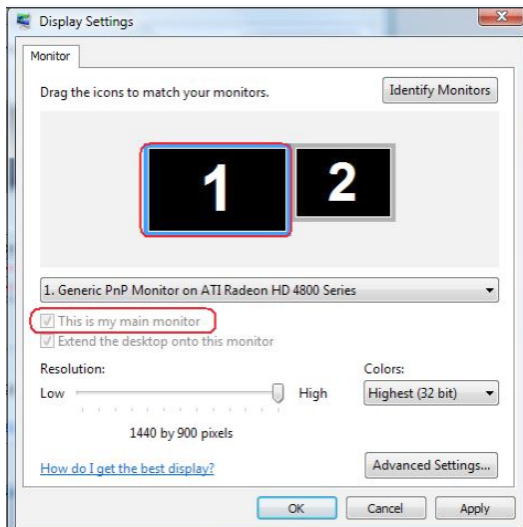 Display Settings
Monitor
Drag the icons to match your monitors.
Identify Monitors
1
2
1. Generic PnP Monitor on ATI Radeon HD 4800 Series
This is my main monitor
Extend the desktop onto this monitor
Resolution:
Colors:
Low
High
Highest (32 bit)
1440 by 900 pixels
How do I get the best display?
Advanced Settings...
OK
Cancel
Apply